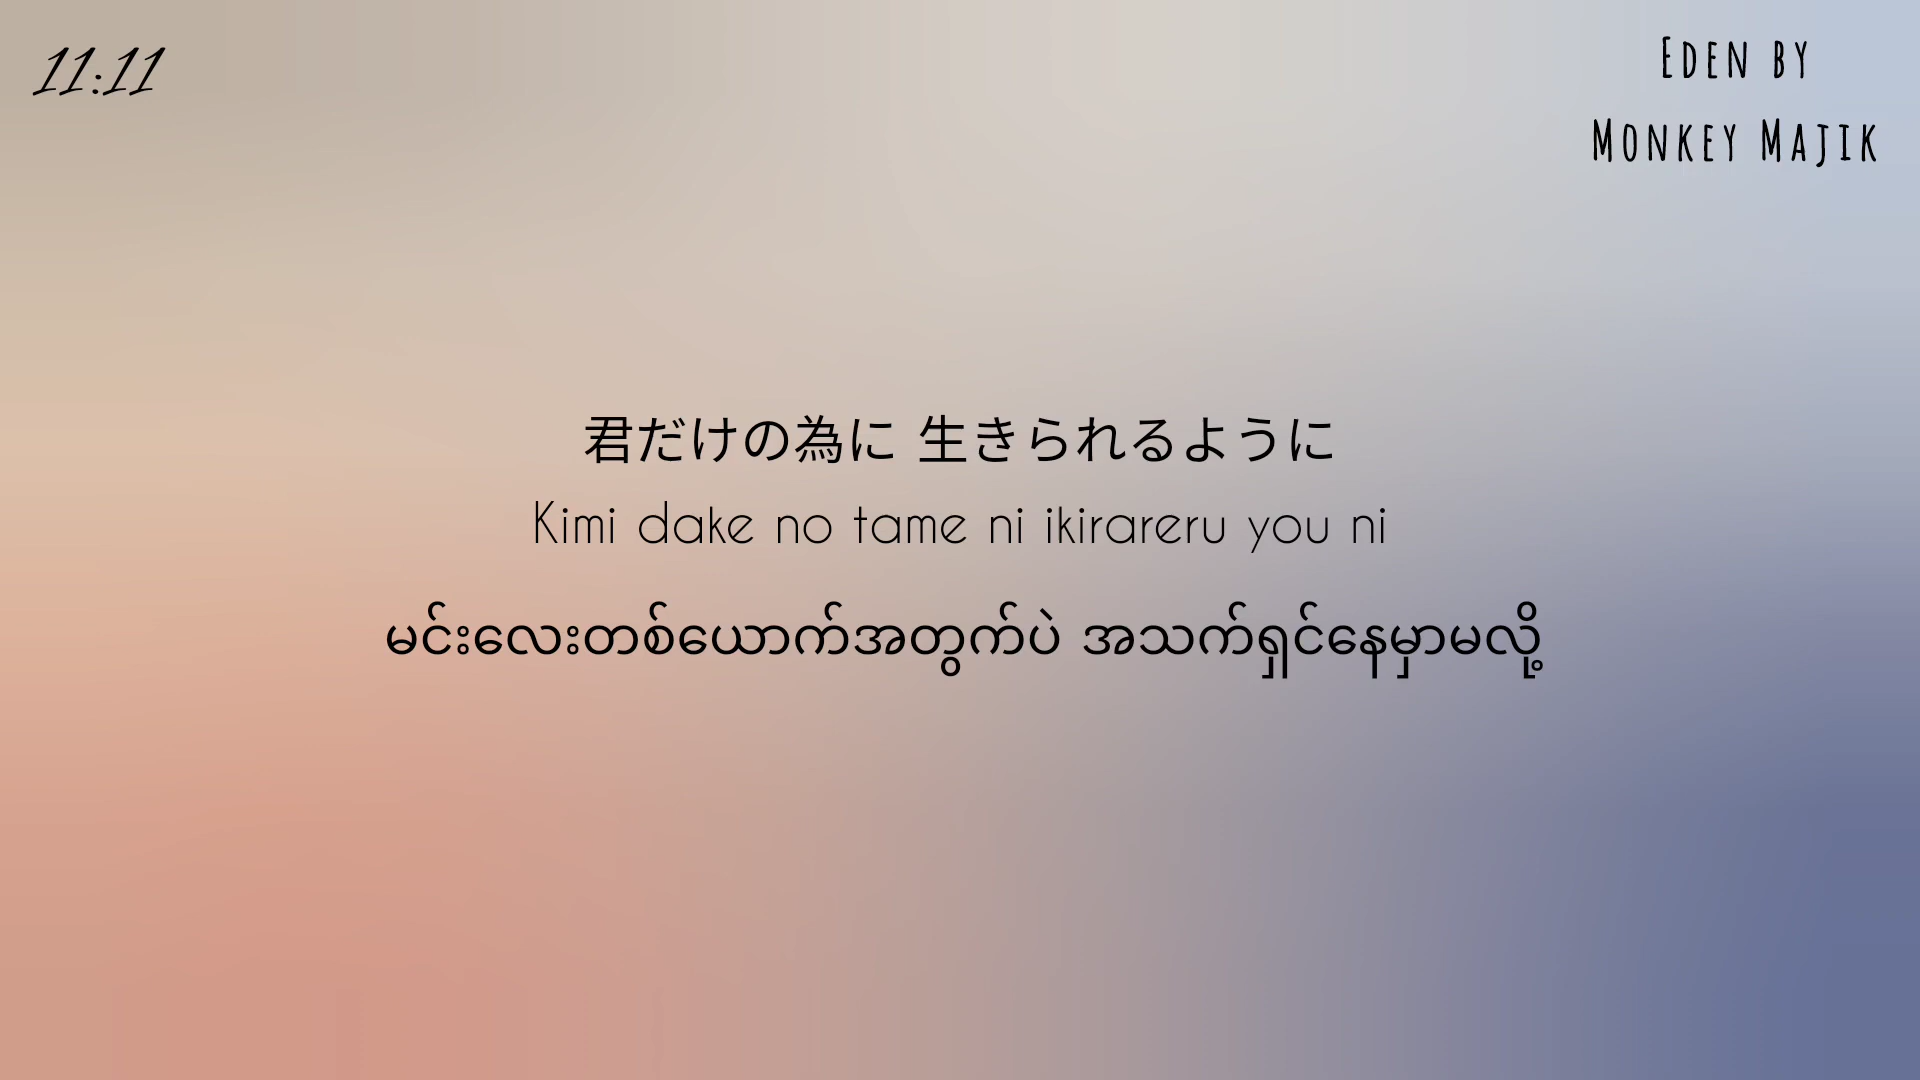 11:11
Eden by
Monkey Majik
君だけの為に 生きられるように
Kimi dake no tame ni ikirareru you ni
မင်းလေးတစ်ယောက်အတွက်ပဲ အသက်ရှင်နေမှာမလို့